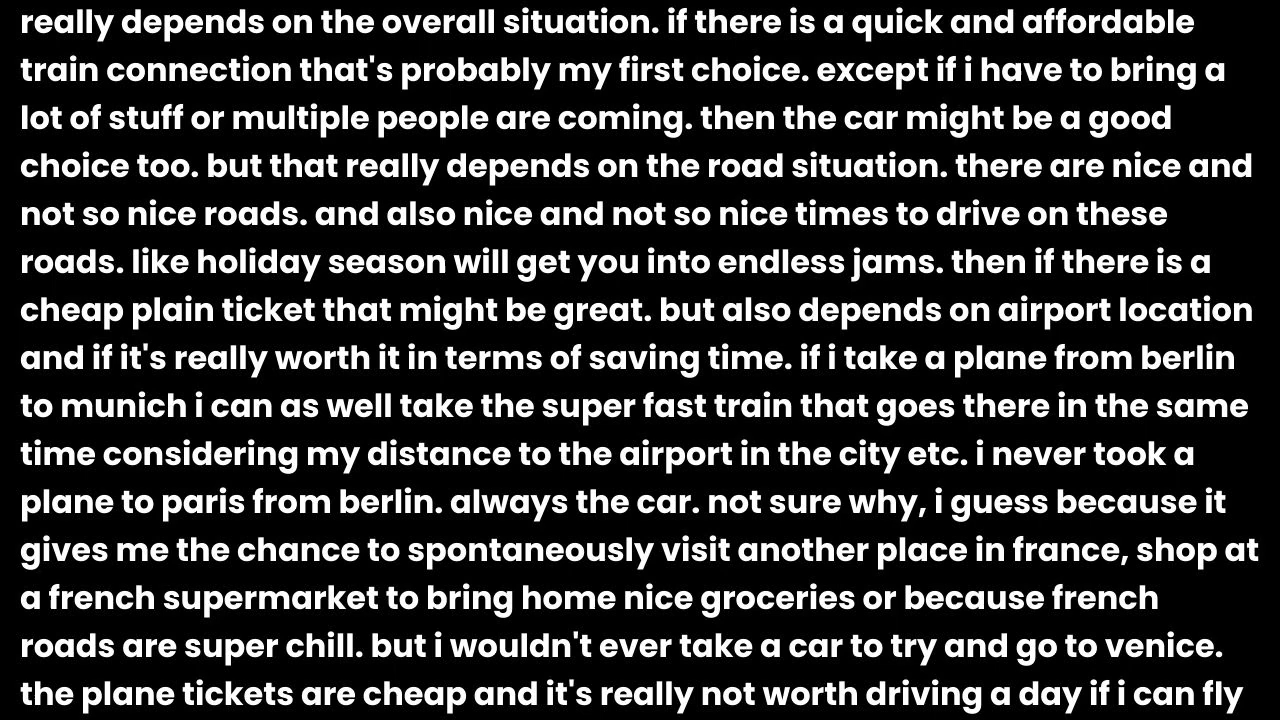 really depends on the overall situation. if there is a quick and affordable
train connection that's probably my first choice. except if i have to bring a
lot of stuff or multiple people are coming. then the car might be a good
choice too. but that really depends on the road situation. there are nice and
not so nice roads. and also nice and not so nice times to drive on these
roads. like holiday season will get you into endless jams. then if there is a
cheap plain ticket that might be great. but also depends on airport location
and if it's really worth it in terms of saving time. if i take a plane from berlin
to munich i can as well take the super fast train that goes there in the same
time considering my distance to the airport in the city etc. i never took a
plane to paris from berlin. always the car. not sure why, i guess because it
gives me the chance to spontaneously visit another place in france, shop at
a french supermarket to bring home nice groceries or because french
roads are super chill. but i wouldn't ever take a car to try and go to venice.
the plane tickets are cheap and it's really not worth driving a day if i can fly